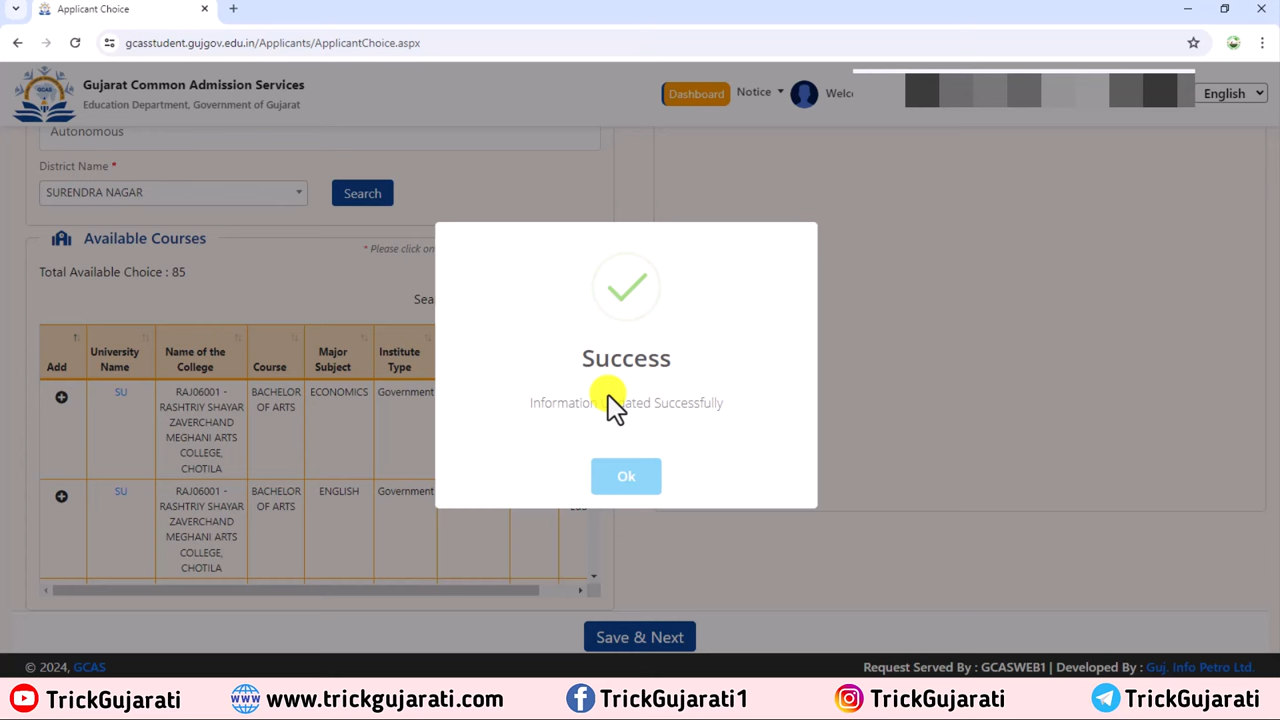 Applicant Choice
gcasstudent.gujgov.edu.in/Applicants/ApplicantChoice.aspx
Gujarat Common Admission Services
Education Department, Government of Gujarat
Dashboard
Notice
English
Autonomous
District Name *
SURENDRA NAGAR
Search
Available Courses
* Please click on
Total Available Choice : 85
Add
University Name
Name of the College
Course
Major Subject
Institute Type
SU
RAJ06001 -
RASHTRIY SHAYAR
ZAVERCHAND
MEGHANI ARTS
COLLEGE,
CHOTILA
BACHELOR
OF ARTS
ECONOMICS
Government
SU
RAJ06001 -
RASHTRIY SHAYAR
ZAVERCHAND
MEGHANI ARTS
COLLEGE,
CHOTILA
BACHELOR
OF ARTS
ENGLISH
Government
Success
Information
Successfully
Ok
Save & Next
© 2024, GCAS
Request Served By : GCASWEB1 | Developed By : Guj. Info Petro Ltd.
TrickGujarati
www.trickgujarati.com
TrickGujarati1
TrickGujarati
TrickGujarati